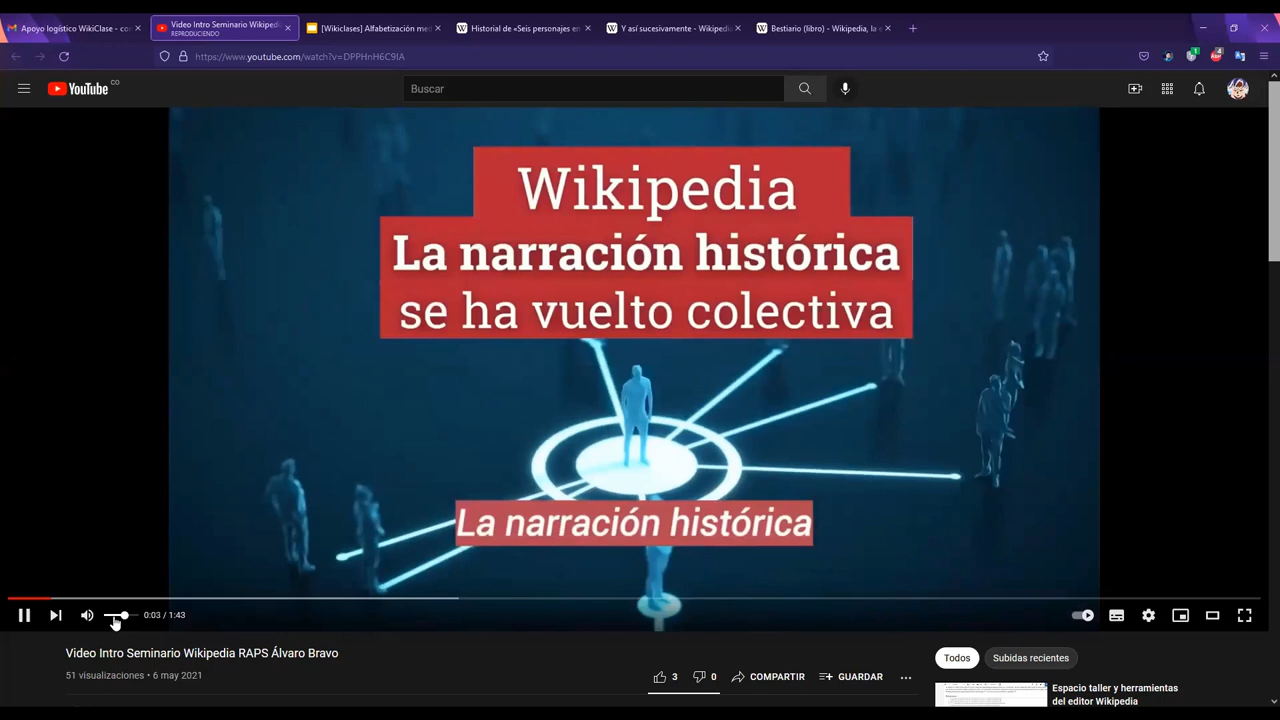 Apoyo logístico WikiClase - co
Video Intro Seminario Wikiped
REPRODUCIENDO
[Wikiclases] Alfabetización med
Historial de «Seis personajes en
Y así sucesivamente - Wikipedi
Bestiario (libro) - Wikipedia, la e
https://www.youtube.com/watch?v=DPPHnH6C9IA
YouTube CO
Buscar
Wikipedia
La narración histórica
se ha vuelto colectiva
La narración histórica
0:03 / 1:43
Video Intro Seminario Wikipedia RAPS Álvaro Bravo
51 visualizaciones • 6 may 2021
3
0
COMPARTIR
GUARDAR
Todos
Subidas recientes
Espacio taller y herramientas
del editor Wikipedia